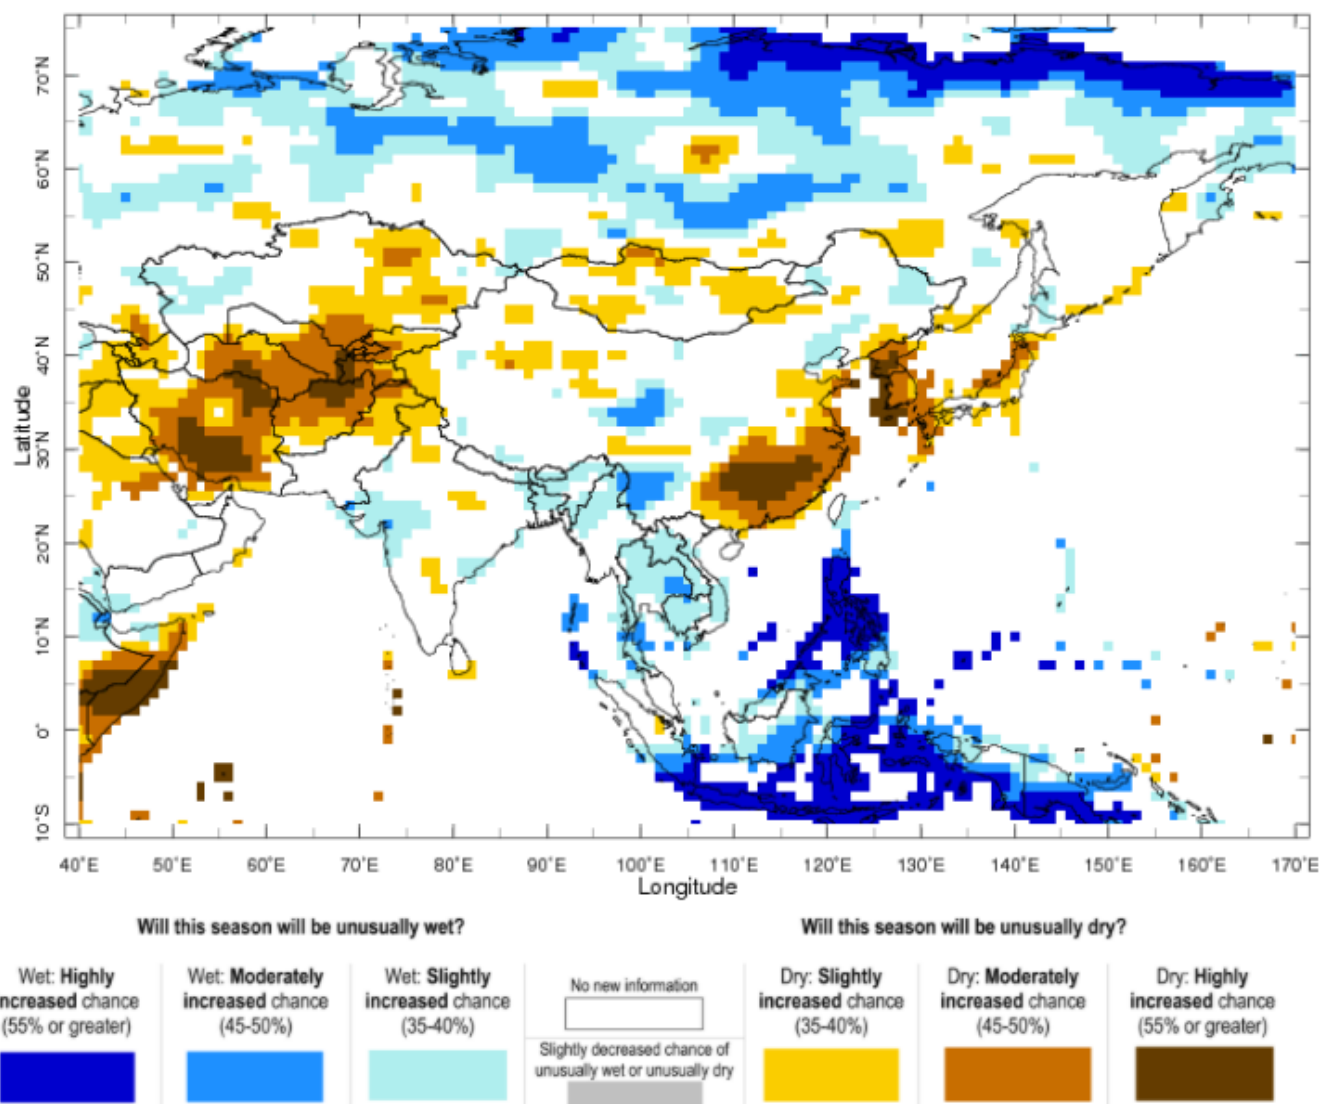 70°N
60°N
50°N
40°N
30°N
20°N
10°N
0°
10°S
Latitude
40°E 50°E 60°E 70°E 80°E 90°E 100°E 110°E 120°E 130°E 140°E 150°E 160°E 170°E
Longitude
Will this season will be unusually wet?
Will this season will be unusually dry?
Wet: Highly
ncreased chance
(55% or greater)
Wet: Moderately
increased chance
(45-50%)
Wet: Slightly
increased chance
(35-40%)
No new information
Slightly decreased chance of
unusually wet or unusually dry
Dry: Slightly
increased chance
(35-40%)
Dry: Moderately
increased chance
(45-50%)
Dry: Highly
increased chance
(55% or greater)